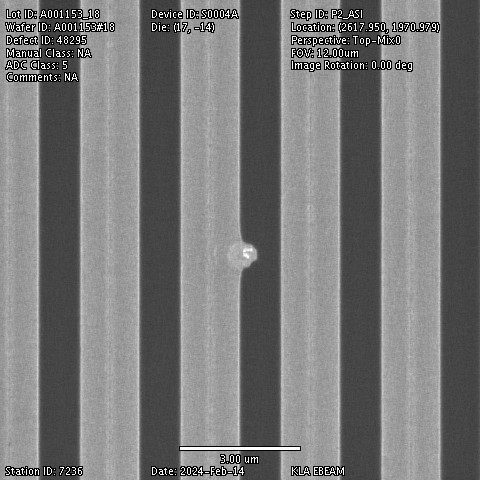 Lot ID: A001153_18 Device ID: S0004A Step ID: P2_ASI
Wafer ID: A001153#18 Die: (17, -14) Location: (2617.950, 1970.979)
Defect ID: 48295 Perspective: Top-Mix0
Manual Class: NA FOV: 12.00um
ADC Class: 5 Image Rotation: 0.00 deg
Comments: NA
3.00 um
Station ID: 7236 Date: 2024-Feb-14 KLA EBEAM